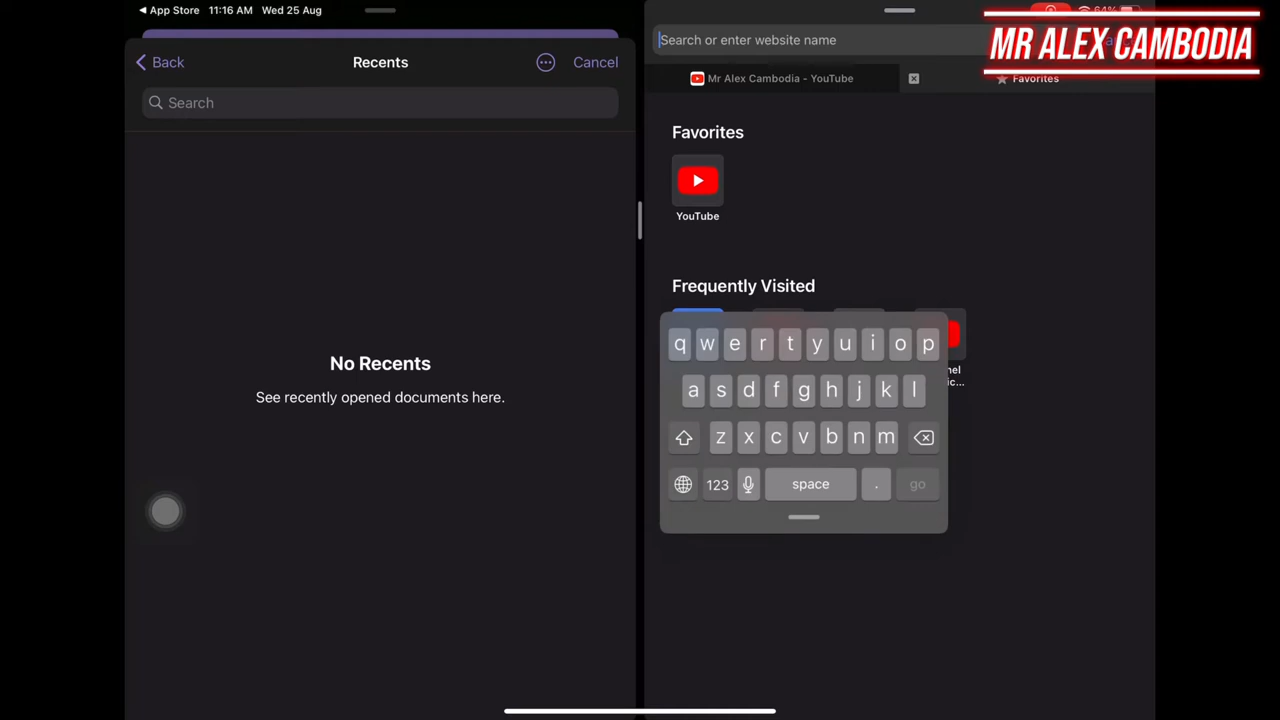 App Store 11:16 AM Wed 25 Aug
Back
Recents
Cancel
Search
No Recents
See recently opened documents here.
64%
Search or enter website name
MR ALEX CAMBODIA
Mr Alex Cambodia - YouTube
Favorites
Favorites
YouTube
Frequently Visited
q w e r t y u i o p
a s d f g h j k l
z x c v b n m
123 space . go